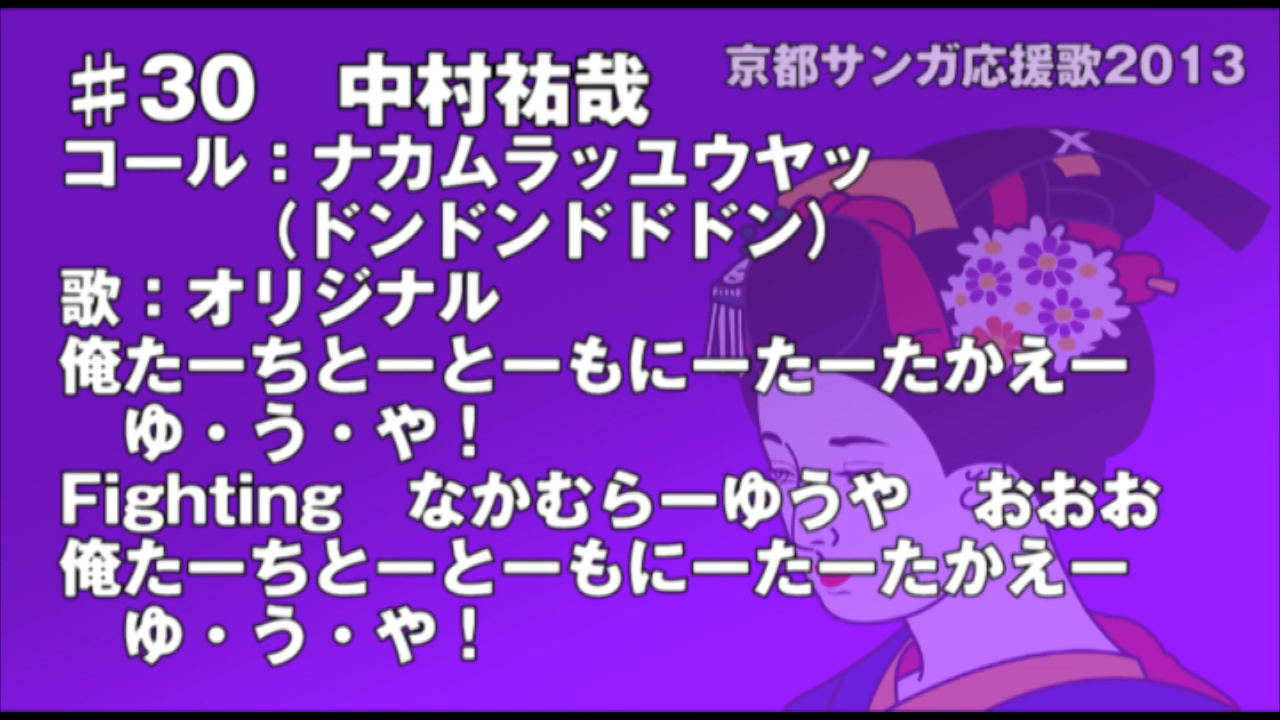 京都サンガ応援歌2013
♯30　中村祐哉
コール：ナカムラッユウヤッ
（ドンドンドドドン）
歌：オリジナル
俺たーちとーとーもにーたーたかえー
ゆ・う・や！
Fighting　なかむらーゆうや　おおお
俺たーちとーとーもにーたーたかえー
ゆ・う・や！